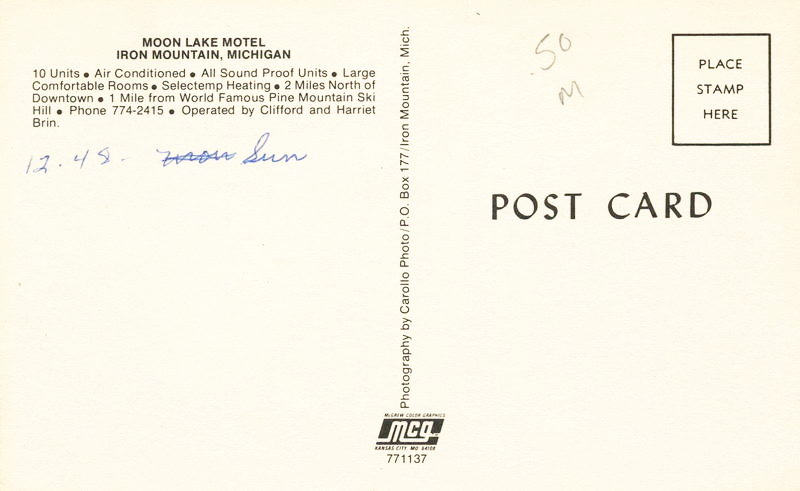 MOON LAKE MOTEL
IRON MOUNTAIN, MICHIGAN
10 Units • Air Conditioned • All Sound Proof Units • Large
Comfortable Rooms • Selectemp Heating • 2 Miles North of
Downtown • 1 Mile from World Famous Pine Mountain Ski
Hill • Phone 774-2415 • Operated by Clifford and Harriet
Brin.
12.48. Sun
Photography by Carollo Photo/P.O. Box 177/Iron Mountain, Mich.
McGREW COLOR GRAPHICS
mcg
KANSAS CITY, MO 64108
771137
.50
M
PLACE
STAMP
HERE
POST CARD